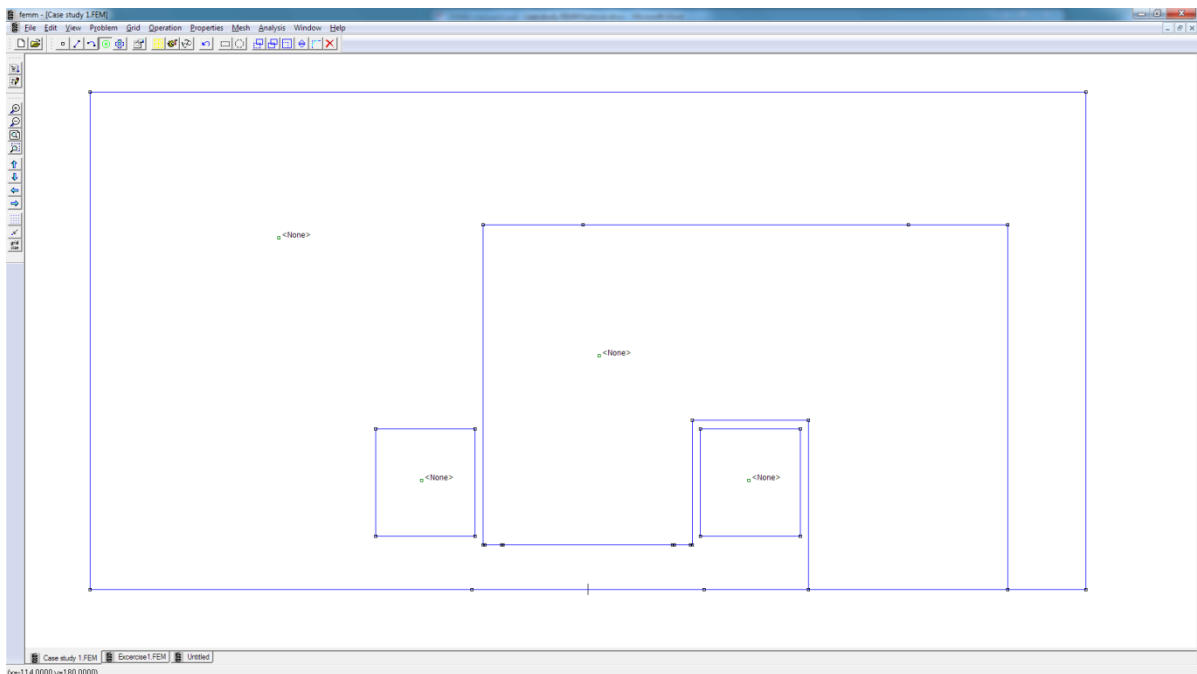 femm - [Case study 1.FEM]
File Edit View Problem Grid Operation Properties Mesh Analysis Window Help
<None>
<None>
<None>
<None>
Case study 1.FEM Excercise1.FEM Untitled
(x=-114.0000,y=180.0000)